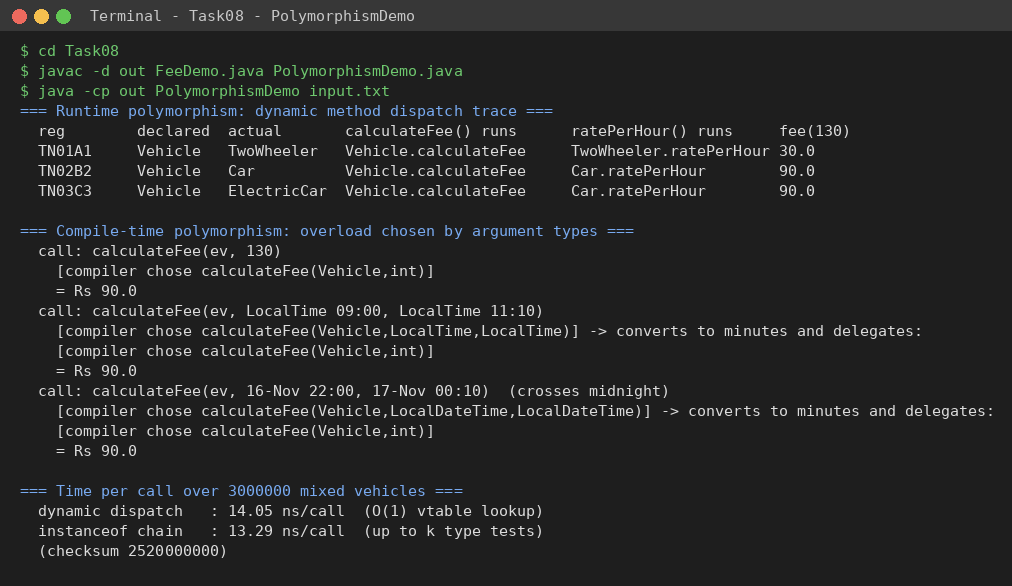 Terminal - Task08 - PolymorphismDemo
$ cd Task08
$ javac -d out FeeDemo.java PolymorphismDemo.java
$ java -cp out PolymorphismDemo input.txt
=== Runtime polymorphism: dynamic method dispatch trace ===
  reg        declared  actual       calculateFee() runs      ratePerHour() runs     fee(130)
  TN01A1     Vehicle   TwoWheeler   Vehicle.calculateFee     TwoWheeler.ratePerHour 30.0
  TN02B2     Vehicle   Car          Vehicle.calculateFee     Car.ratePerHour        90.0
  TN03C3     Vehicle   ElectricCar  Vehicle.calculateFee     Car.ratePerHour        90.0

=== Compile-time polymorphism: overload chosen by argument types ===
  call: calculateFee(ev, 130)
    [compiler chose calculateFee(Vehicle,int)]
    = Rs 90.0
  call: calculateFee(ev, LocalTime 09:00, LocalTime 11:10)
    [compiler chose calculateFee(Vehicle,LocalTime,LocalTime)] -> converts to minutes and delegates:
    [compiler chose calculateFee(Vehicle,int)]
    = Rs 90.0
  call: calculateFee(ev, 16-Nov 22:00, 17-Nov 00:10)  (crosses midnight)
    [compiler chose calculateFee(Vehicle,LocalDateTime,LocalDateTime)] -> converts to minutes and delegates:
    [compiler chose calculateFee(Vehicle,int)]
    = Rs 90.0

=== Time per call over 3000000 mixed vehicles ===
  dynamic dispatch   : 14.05 ns/call  (O(1) vtable lookup)
  instanceof chain   : 13.29 ns/call  (up to k type tests)
  (checksum 2520000000)